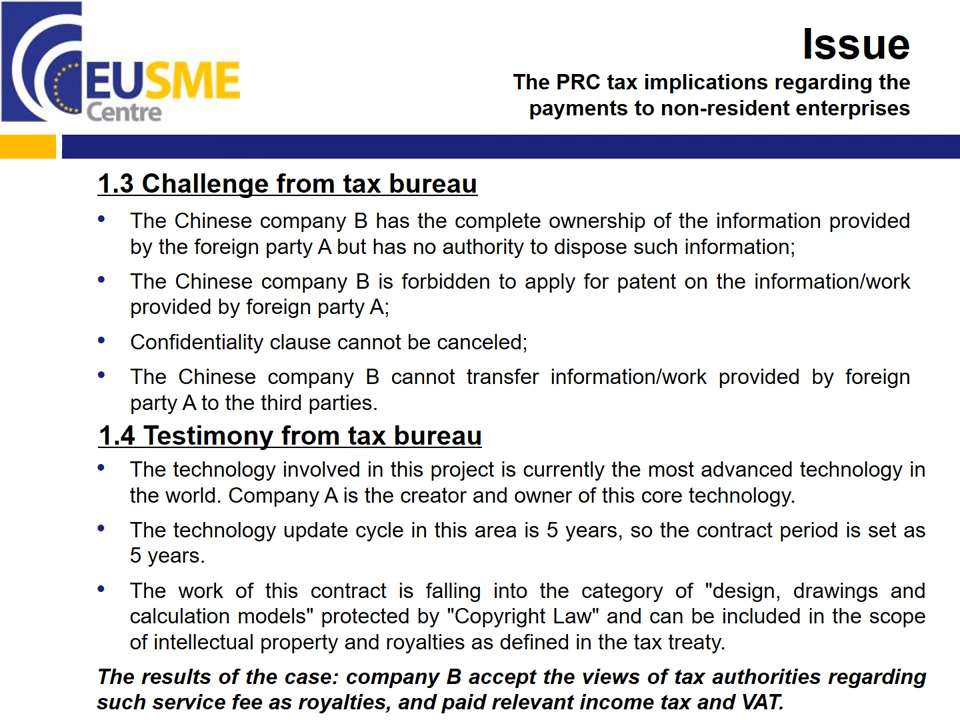 EUSME
Centre
Issue
The PRC tax implications regarding the
payments to non-resident enterprises
1.3 Challenge from tax bureau
• The Chinese company B has the complete ownership of the information provided
by the foreign party A but has no authority to dispose such information;
• The Chinese company B is forbidden to apply for patent on the information/work
provided by foreign party A;
• Confidentiality clause cannot be canceled;
• The Chinese company B cannot transfer information/work provided by foreign
party A to the third parties.
1.4 Testimony from tax bureau
• The technology involved in this project is currently the most advanced technology in
the world. Company A is the creator and owner of this core technology.
• The technology update cycle in this area is 5 years, so the contract period is set as
5 years.
• The work of this contract is falling into the category of "design, drawings and
calculation models" protected by "Copyright Law" and can be included in the scope
of intellectual property and royalties as defined in the tax treaty.
The results of the case: company B accept the views of tax authorities regarding
such service fee as royalties, and paid relevant income tax and VAT.